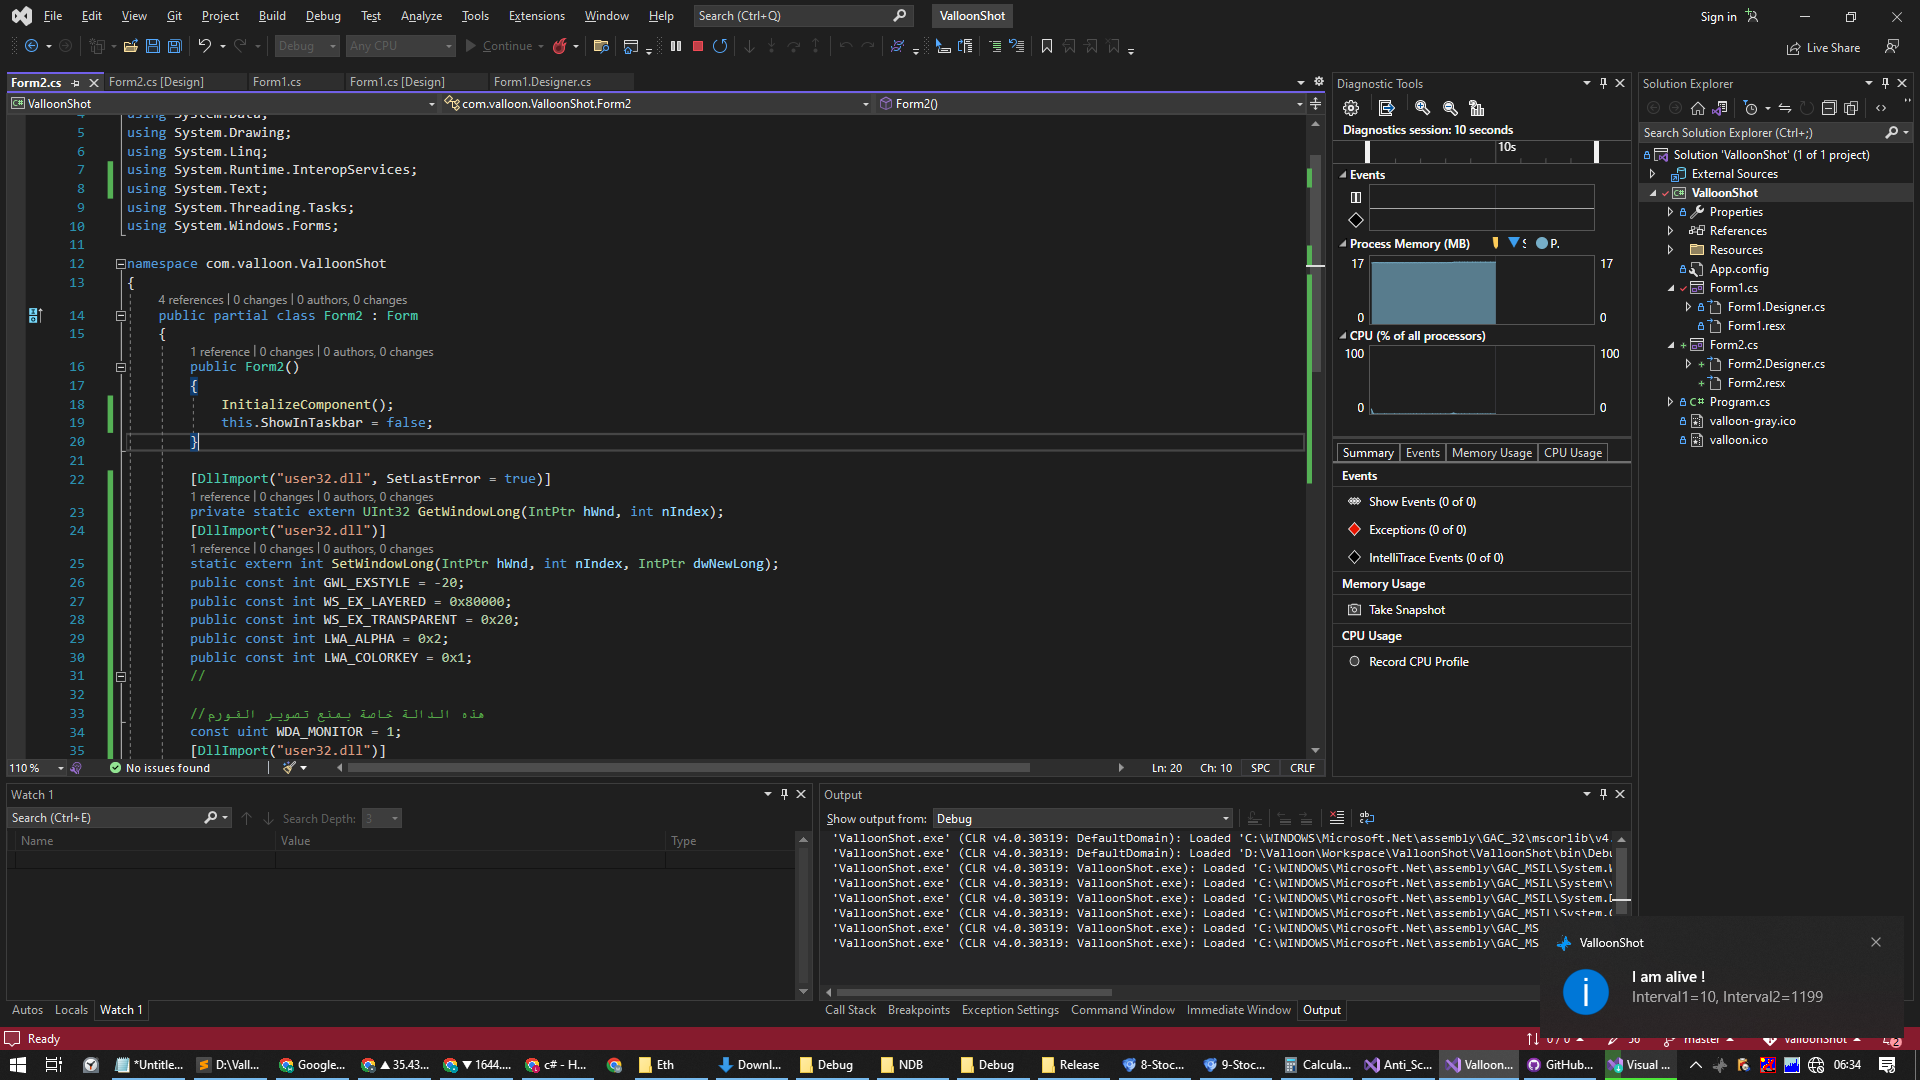 File Edit View Git Project Build Debug Test Analyze Tools Extensions Window Help Search (Ctrl+Q) ValloonShot Sign in
Debug Any CPU Continue Live Share
Form2.cs Form2.cs [Design] Form1.cs Form1.cs [Design] Form1.Designer.cs
ValloonShot com.valloon.ValloonShot.Form2 Form2()
5 using System.Drawing;
6 using System.Linq;
7 using System.Runtime.InteropServices;
8 using System.Text;
9 using System.Threading.Tasks;
10 using System.Windows.Forms;
11
12 namespace com.valloon.ValloonShot
13 {
4 references | 0 changes | 0 authors, 0 changes
14 public partial class Form2 : Form
15 {
1 reference | 0 changes | 0 authors, 0 changes
16 public Form2()
17 {
18 InitializeComponent();
19 this.ShowInTaskbar = false;
20 }
21
22 [DllImport("user32.dll", SetLastError = true)]
1 reference | 0 changes | 0 authors, 0 changes
23 private static extern UInt32 GetWindowLong(IntPtr hWnd, int nIndex);
24 [DllImport("user32.dll")]
1 reference | 0 changes | 0 authors, 0 changes
25 static extern int SetWindowLong(IntPtr hWnd, int nIndex, IntPtr dwNewLong);
26 public const int GWL_EXSTYLE = -20;
27 public const int WS_EX_LAYERED = 0x80000;
28 public const int WS_EX_TRANSPARENT = 0x20;
29 public const int LWA_ALPHA = 0x2;
30 public const int LWA_COLORKEY = 0x1;
31 //
32
33 //هذه الدالة خاصة بمنع تصوير الفورم
34 const uint WDA_MONITOR = 1;
35 [DllImport("user32.dll")]
110 % No issues found Ln: 20 Ch: 10 SPC CRLF
Diagnostic Tools
Diagnostics session: 10 seconds
10s
Events
Process Memory (MB) P.
17 17
0 0
CPU (% of all processors)
100 100
0 0
Summary Events Memory Usage CPU Usage
Events
Show Events (0 of 0)
Exceptions (0 of 0)
IntelliTrace Events (0 of 0)
Memory Usage
Take Snapshot
CPU Usage
Record CPU Profile
Solution Explorer
Search Solution Explorer (Ctrl+;)
Solution 'ValloonShot' (1 of 1 project)
External Sources
ValloonShot
Properties
References
Resources
App.config
Form1.cs
Form1.Designer.cs
Form1.resx
Form2.cs
Form2.Designer.cs
Form2.resx
Program.cs
valloon-gray.ico
valloon.ico
Watch 1
Search (Ctrl+E) Search Depth: 3
Name Value Type
Autos Locals Watch 1
Output
Show output from: Debug
'ValloonShot.exe' (CLR v4.0.30319: DefaultDomain): Loaded 'C:\WINDOWS\Microsoft.Net\assembly\GAC_32\mscorlib\v4.
'ValloonShot.exe' (CLR v4.0.30319: DefaultDomain): Loaded 'D:\Valloon\Workspace\ValloonShot\ValloonShot\bin\Debu
'ValloonShot.exe' (CLR v4.0.30319: ValloonShot.exe): Loaded 'C:\WINDOWS\Microsoft.Net\assembly\GAC_MSIL\System.
'ValloonShot.exe' (CLR v4.0.30319: ValloonShot.exe): Loaded 'C:\WINDOWS\Microsoft.Net\assembly\GAC_MSIL\System\
'ValloonShot.exe' (CLR v4.0.30319: ValloonShot.exe): Loaded 'C:\WINDOWS\Microsoft.Net\assembly\GAC_MSIL\System.
'ValloonShot.exe' (CLR v4.0.30319: ValloonShot.exe): Loaded 'C:\WINDOWS\Microsoft.Net\assembly\GAC_MSIL\System.
'ValloonShot.exe' (CLR v4.0.30319: ValloonShot.exe): Loaded 'C:\WINDOWS\Microsoft.Net\assembly\GAC_MS
'ValloonShot.exe' (CLR v4.0.30319: ValloonShot.exe): Loaded 'C:\WINDOWS\Microsoft.Net\assembly\GAC_MS
Call Stack Breakpoints Exception Settings Command Window Immediate Window Output
ValloonShot
I am alive !
Interval1=10, Interval2=1199
Ready
*Untitle... D:\Vall... Google... ▲35.43... ▼1644.... c# - H... Eth Downl... Debug NDB Debug Release 8-Stoc... 9-Stoc... Calcula... Anti_Sc... Valloon... GitHub... Visual ... 06:34